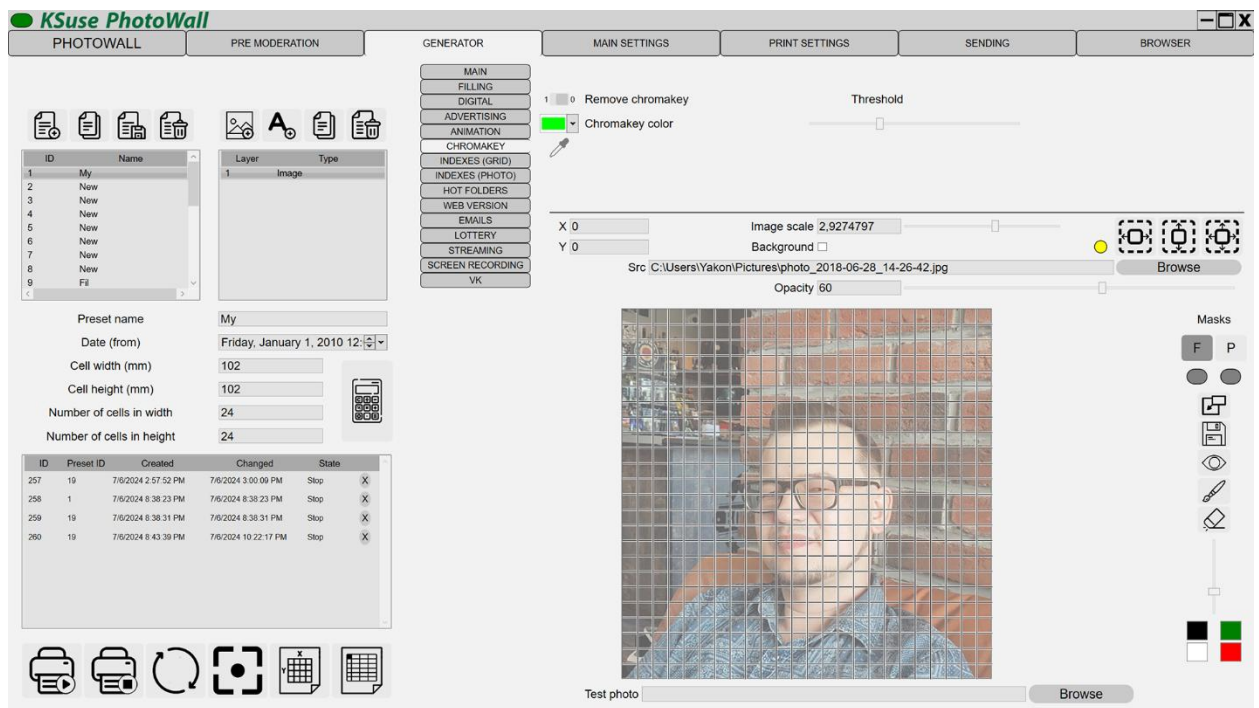 KSuse PhotoWall
PHOTOWALL PRE MODERATION GENERATOR MAIN SETTINGS PRINT SETTINGS SENDING BROWSER
MAIN
FILLING
DIGITAL
ADVERTISING
ANIMATION
CHROMAKEY
INDEXES (GRID)
INDEXES (PHOTO)
HOT FOLDERS
WEB VERSION
EMAILS
LOTTERY
STREAMING
SCREEN RECORDING
VK
1 0 Remove chromakey Threshold
Chromakey color
ID Name
1 My
2 New
3 New
4 New
5 New
6 New
7 New
8 New
9 Fil
Layer Type
1 Image
X 0 Image scale 2,9274797
Y 0 Background
Src C:\Users\Yakon\Pictures\photo_2018-06-28_14-26-42.jpg Browse
Opacity 60
Preset name My
Date (from) Friday, January 1, 2010 12:
Cell width (mm) 102
Cell height (mm) 102
Number of cells in width 24
Number of cells in height 24
ID Preset ID Created Changed State
257 19 7/6/2024 2:57:52 PM 7/6/2024 3:00:09 PM Stop X
258 1 7/6/2024 8:38:23 PM 7/6/2024 8:38:23 PM Stop X
259 19 7/6/2024 8:38:31 PM 7/6/2024 8:38:31 PM Stop X
260 19 7/6/2024 8:43:39 PM 7/6/2024 10:22:17 PM Stop X
Masks
F P
X
Y
Test photo Browse